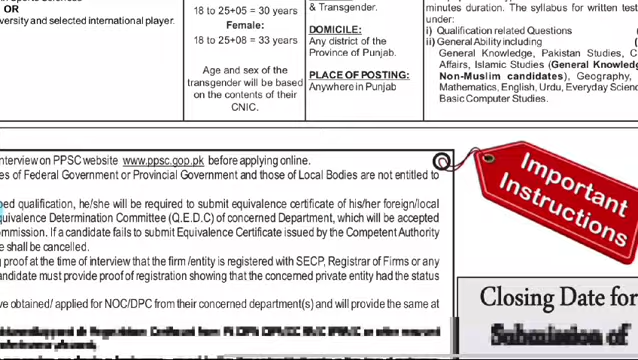 OR
versity and selected international player.
18 to 25+05 = 30 years
Female:
18 to 25+08 = 33 years
Age and sex of the
transgender will be based
on the contents of their
CNIC.
& Transgender.
DOMICILE:
Any district of the
Province of Punjab.
PLACE OF POSTING:
Anywhere in Punjab
minutes duration. The syllabus for written test
under:
i) Qualification related Questions
ii) General Ability including
General Knowledge, Pakistan Studies, C
Affairs, Islamic Studies (General Knowledg
Non-Muslim candidates), Geography,
Mathematics, English, Urdu, Everyday Scien
Basic Computer Studies.
nterview on PPSC website www.ppsc.gop.pk before applying online.
es of Federal Government or Provincial Government and those of Local Bodies are not entitled to
bed qualification, he/she will be required to submit equivalence certificate of his/her foreign/local
quivalence Determination Committee (Q.E.D.C) of concerned Department, which will be accepted
ommission. If a candidate fails to submit Equivalence Certificate issued by the Competent Authority
e shall be cancelled.
g proof at the time of interview that the firm /entity is registered with SECP, Registrar of Firms or any
andidate must provide proof of registration showing that the concerned private entity had the status
ve obtained/ applied for NOC/DPC from their concerned department(s) and will provide the same at
Important
Instructions
Closing Date for
Submission of